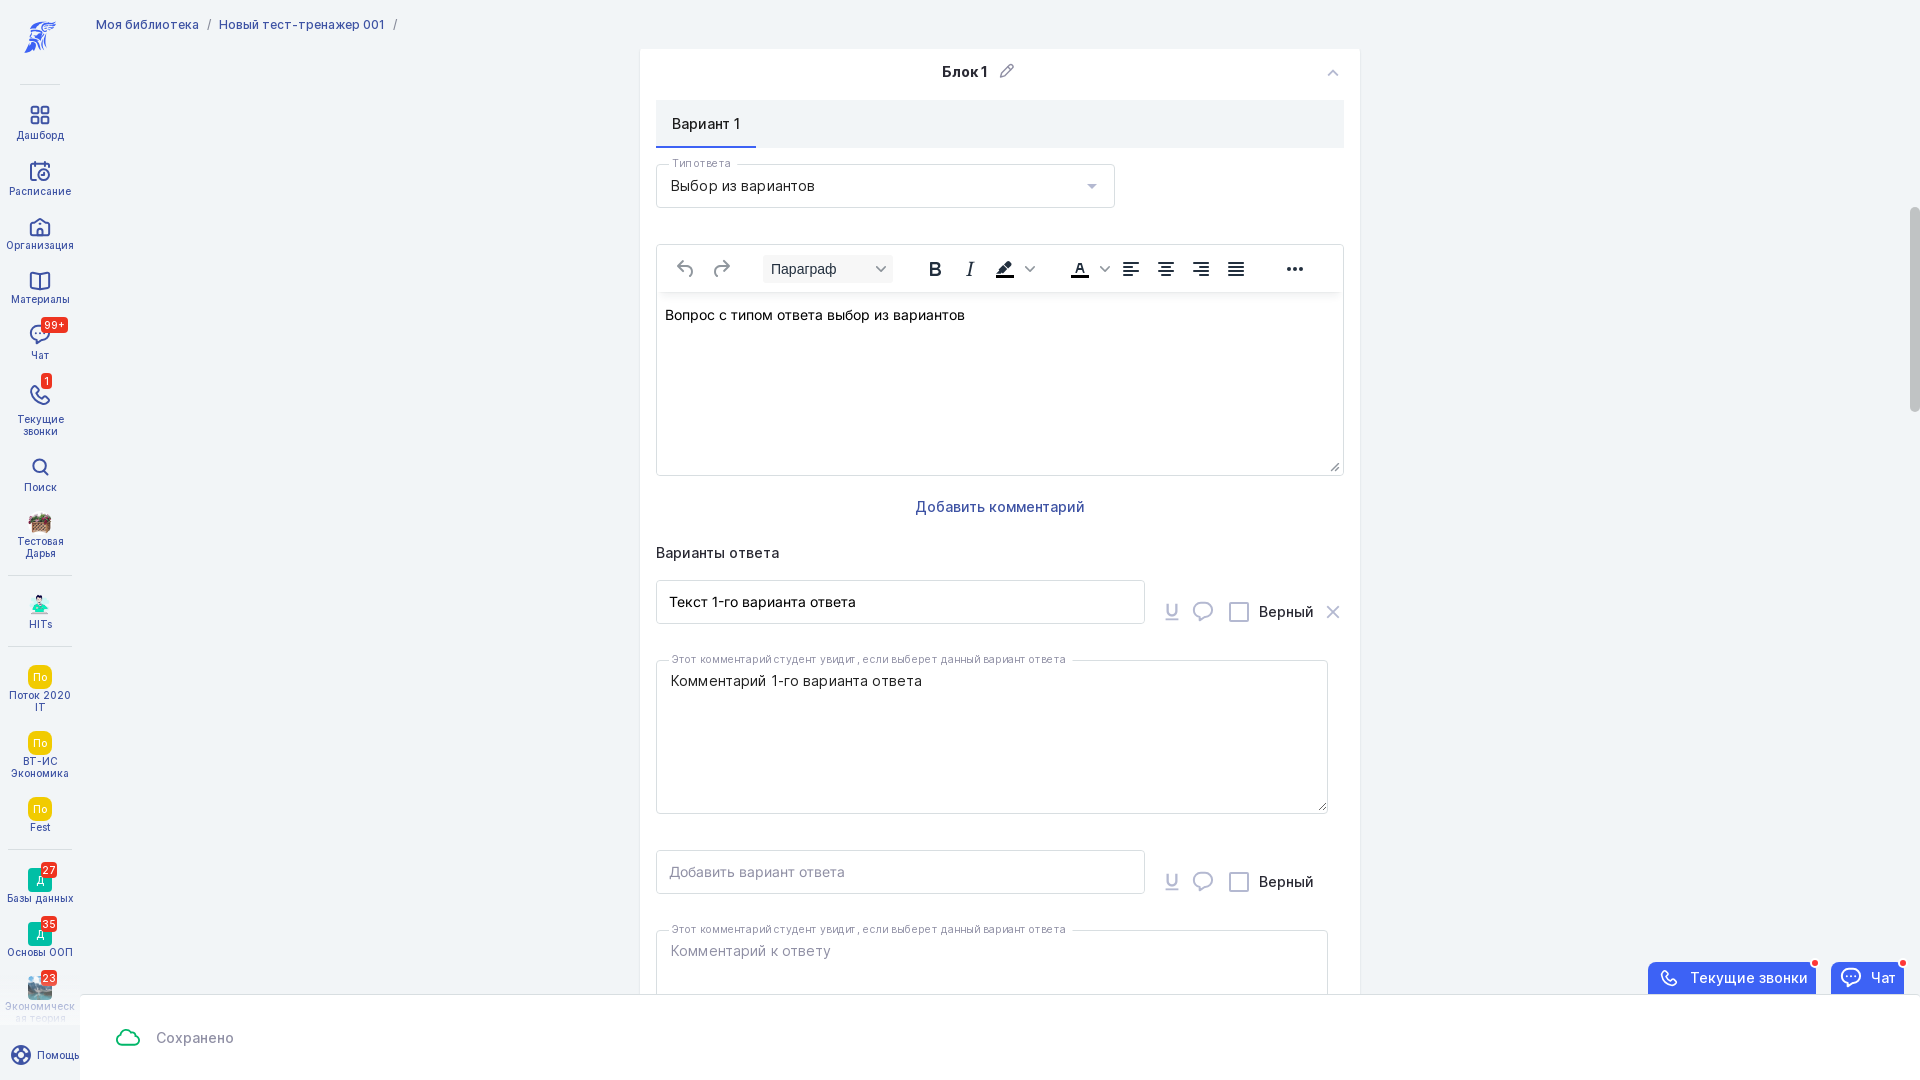 Моя библиотека / Новый тест-тренажер 001 /
Дашборд
Расписание
Организация
Материалы
99+
Чат
1
Текущие
звонки
Поиск
Тестовая
Дарья
HITs
По
Поток 2020
IT
По
ВТ-ИС
Экономика
По
Fest
27
Д
Базы данных
35
Д
Основы ООП
23
Экономическ
ая теория
Помощь
Блок 1
Вариант 1
Тип ответа
Выбор из вариантов
Параграф
Вопрос с типом ответа выбор из вариантов
Добавить комментарий
Варианты ответа
Текст 1-го варианта ответа
Верный
Этот комментарий студент увидит, если выберет данный вариант ответа
Комментарий 1-го варианта ответа
Добавить вариант ответа
Верный
Этот комментарий студент увидит, если выберет данный вариант ответа
Комментарий к ответу
Текущие звонки
Чат
Сохранено